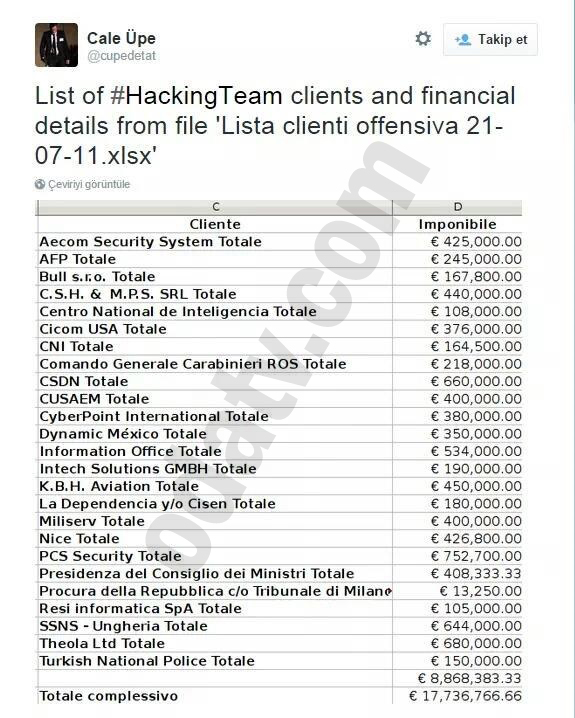 Cale Üpe
@cupedetat
Takip et
List of #HackingTeam clients and financial
details from file 'Lista clienti offensiva 21-
07-11.xlsx'
Çeviriyi görüntüle
C D
Cliente Imponibile
Aecom Security System Totale € 425,000.00
AFP Totale € 245,000.00
Bull s.r.o. Totale € 167,800.00
C.S.H. & M.P.S. SRL Totale € 440,000.00
Centro National de Inteligencia Totale € 108,000.00
Cicom USA Totale € 376,000.00
CNI Totale € 164,500.00
Comando Generale Carabinieri ROS Totale € 218,000.00
CSDN Totale € 660,000.00
CUSAEM Totale € 400,000.00
CyberPoint International Totale € 380,000.00
Dynamic México Totale € 350,000.00
Information Office Totale € 534,000.00
Intech Solutions GMBH Totale € 190,000.00
K.B.H. Aviation Totale € 450,000.00
La Dependencia y/o Cisen Totale € 180,000.00
Miliserv Totale € 400,000.00
Nice Totale € 426,800.00
PCS Security Totale € 752,700.00
Presidenza del Consiglio dei Ministri Totale € 408,333.33
Procura della Repubblica c/o Tribunale di Milano € 13,250.00
Resi informatica SpA Totale € 105,000.00
SSNS - Ungheria Totale € 644,000.00
Theola Ltd Totale € 680,000.00
Turkish National Police Totale € 150,000.00
€ 8,868,383.33
Totale complessivo € 17,736,766.66
odatv.com